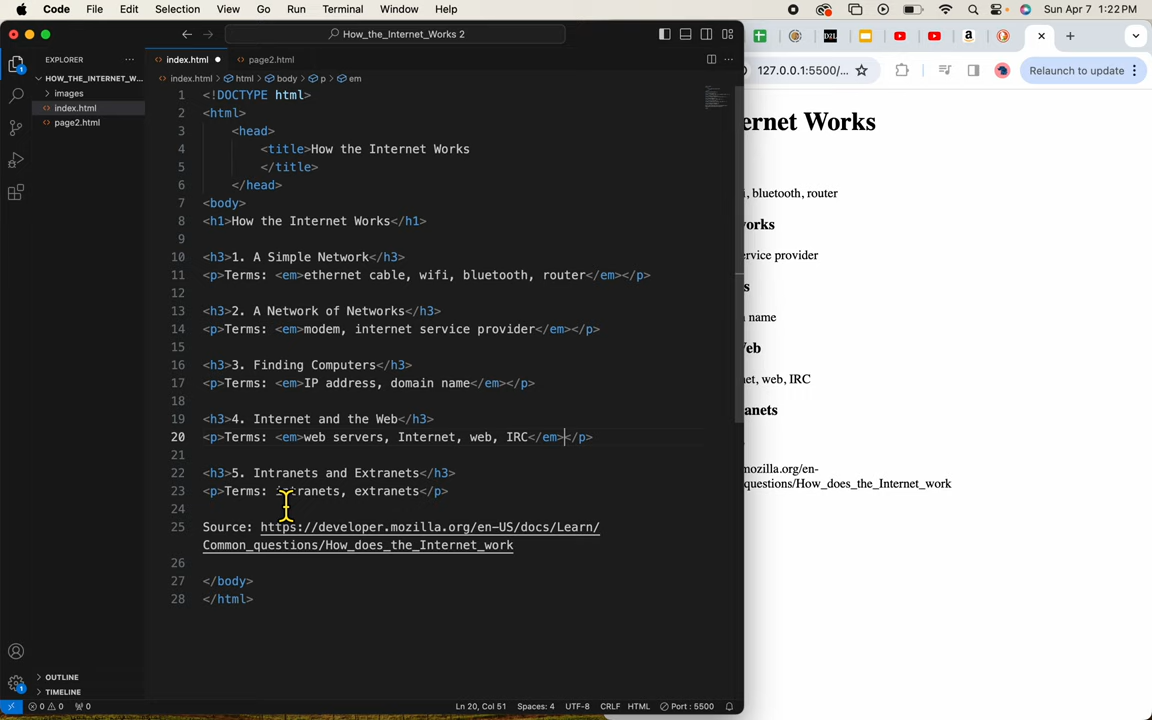 Code File Edit Selection View Go Run Terminal Window Help
Sun Apr 7 1:22 PM
How_the_Internet_Works 2
EXPLORER
HOW_THE_INTERNET_W...
images
index.html
page2.html
OUTLINE
TIMELINE
index.html
page2.html
index.html > html > body > p > em
1 <!DOCTYPE html>
2 <html>
3 <head>
4 <title>How the Internet Works
5 </title>
6 </head>
7 <body>
8 <h1>How the Internet Works</h1>
9
10 <h3>1. A Simple Network</h3>
11 <p>Terms: <em>ethernet cable, wifi, bluetooth, router</em></p>
12
13 <h3>2. A Network of Networks</h3>
14 <p>Terms: <em>modem, internet service provider</em></p>
15
16 <h3>3. Finding Computers</h3>
17 <p>Terms: <em>IP address, domain name</em></p>
18
19 <h3>4. Internet and the Web</h3>
20 <p>Terms: <em>web servers, Internet, web, IRC</em></p>
21
22 <h3>5. Intranets and Extranets</h3>
23 <p>Terms: intranets, extranets</p>
24
25 Source: https://developer.mozilla.org/en-US/docs/Learn/
Common_questions/How_does_the_Internet_work
26
27 </body>
28 </html>
0 0 0
Ln 20, Col 51 Spaces: 4 UTF-8 CRLF HTML Port : 5500
D2L
127.0.0.1:5500/...
Relaunch to update
ernet Works
i, bluetooth, router
orks
ervice provider
s
n name
eb
et, web, IRC
anets
mozilla.org/en-
questions/How_does_the_Internet_work